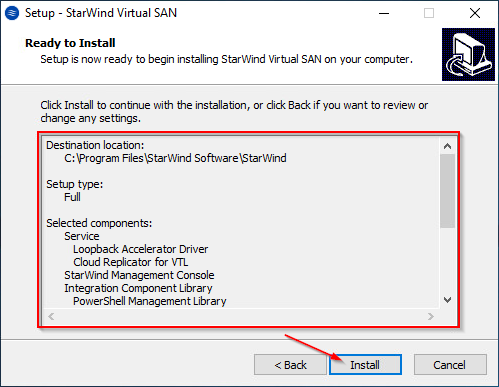 Setup - StarWind Virtual SAN
Ready to Install
Setup is now ready to begin installing StarWind Virtual SAN on your computer.
Click Install to continue with the installation, or click Back if you want to review or
change any settings.
Destination location:
C:\Program Files\StarWind Software\StarWind
Setup type:
Full
Selected components:
Service
Loopback Accelerator Driver
Cloud Replicator for VTL
StarWind Management Console
Integration Component Library
PowerShell Management Library
< Back
Install
Cancel